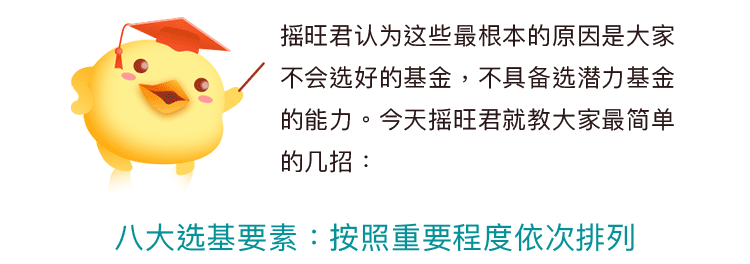 摇旺君认为这些最根本的原因是大家
不会选好的基金，不具备选潜力基金
的能力。今天摇旺君就教大家最简单
的几招：
八大选基要素：按照重要程度依次排列